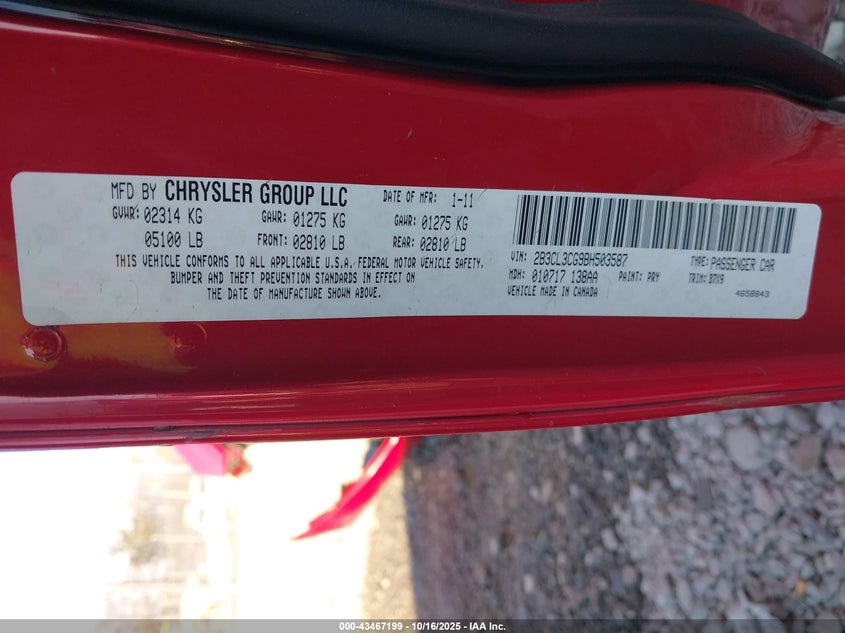 MFD BY CHRYSLER GROUP LLC DATE OF MFR: 1-11
GVWR: 02314 KG GAWR: 01275 KG GAWR: 01275 KG
05100 LB FRONT: 02810 LB REAR: 02810 LB
THIS VEHICLE CONFORMS TO ALL APPLICABLE U.S.A. FEDERAL MOTOR VEHICLE SAFETY,
BUMPER AND THEFT PREVENTION STANDARDS IN EFFECT ON
THE DATE OF MANUFACTURE SHOWN ABOVE.
VIN: 2B3CL3CG9BH503587 TYPE: PASSENGER CAR
MDH: 010717 138AA PAINT: PRY TRIM: B7X9
VEHICLE MADE IN CANADA 4658843
000-43467199 - 10/16/2025 - IAA Inc.